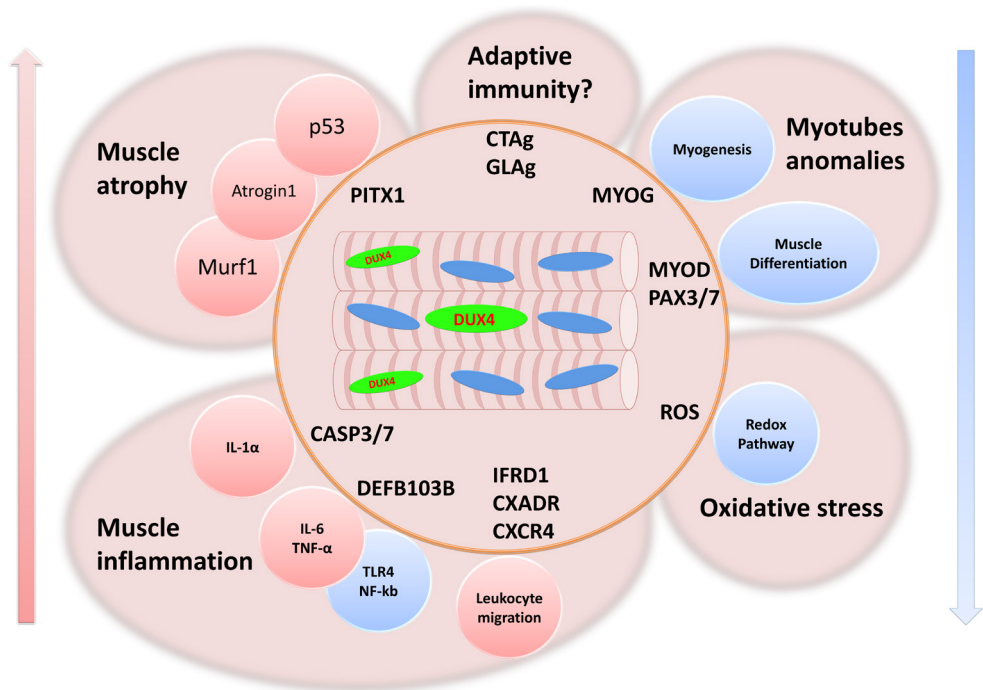 Adaptive
immunity?
Muscle
atrophy
p53
Atrogin1
Murf1
Myotubes
anomalies
Myogenesis
Muscle
Differentiation
CTAg
GLAg
PITX1
MYOG
MYOD
PAX3/7
DUX4
DUX4
DUX4
ROS
CASP3/7
DEFB103B
IFRD1
CXADR
CXCR4
Redox
Pathway
Oxidative stress
Muscle
inflammation
IL-1α
IL-6
TNF-α
TLR4
NF-kb
Leukocyte
migration